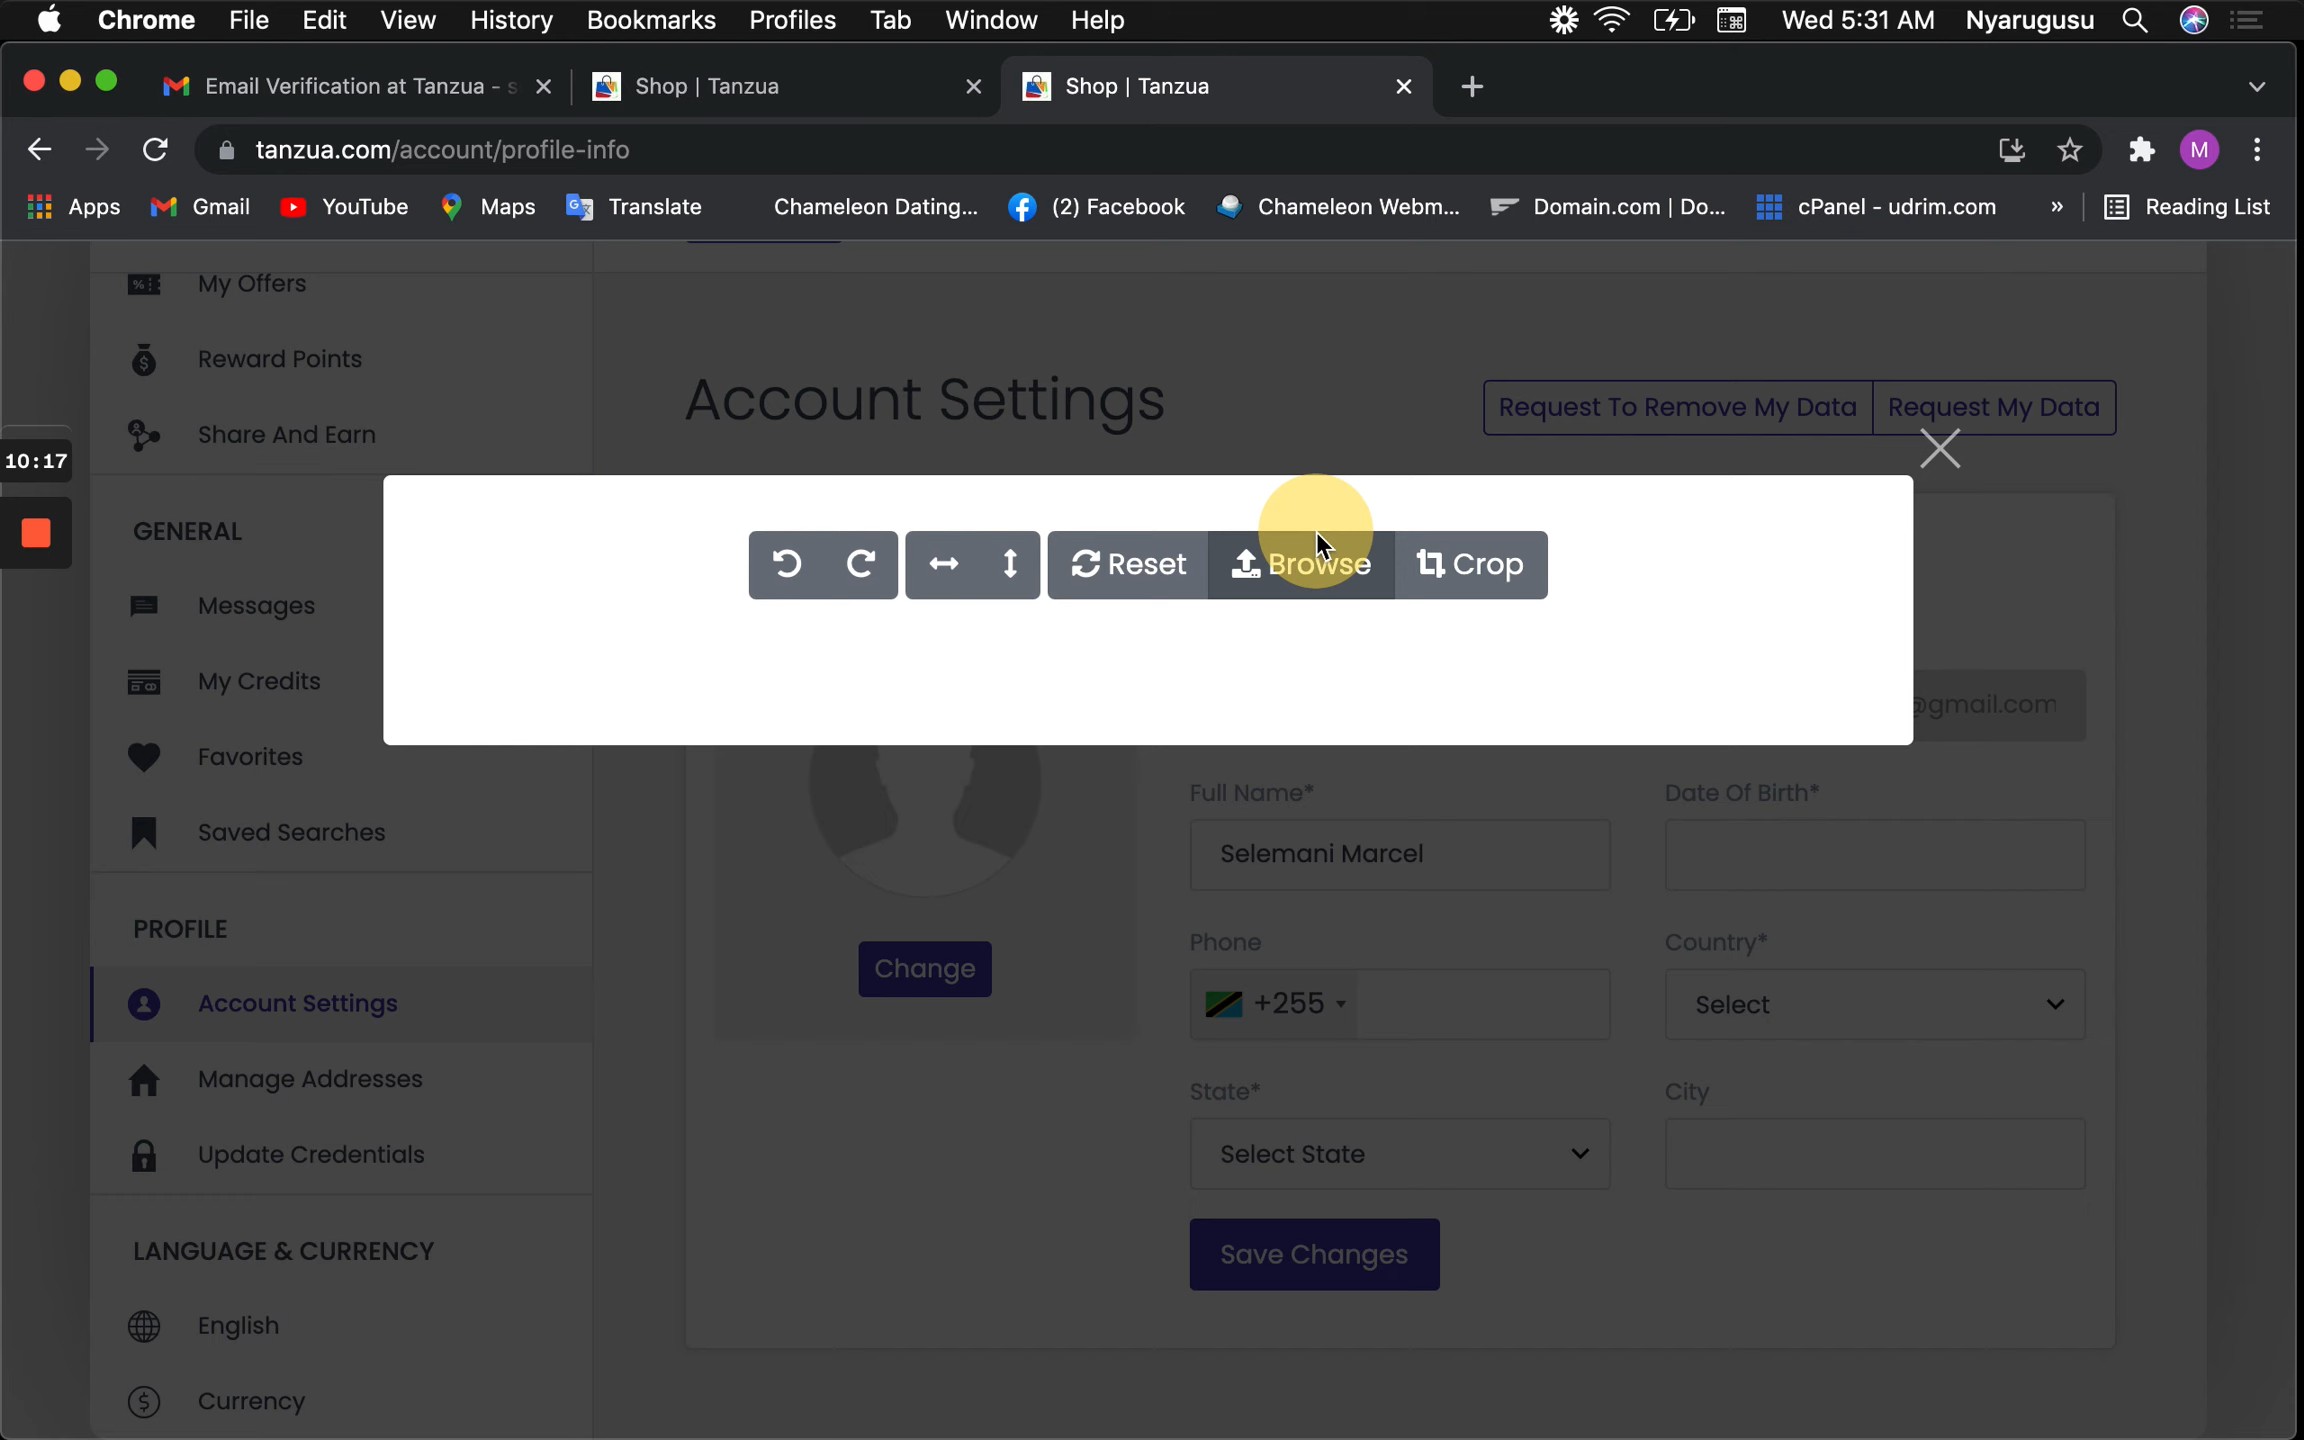 Chrome File Edit View History Bookmarks Profiles Tab Window Help Wed 5:31 AM Nyarugusu
Email Verification at Tanzua - s Shop | Tanzua Shop | Tanzua
tanzua.com/account/profile-info M
Apps Gmail YouTube Maps Translate Chameleon Dating... (2) Facebook Chameleon Webm... Domain.com | Do... cPanel - udrim.com » Reading List
My Offers
Reward Points
Share And Earn
10:17
GENERAL
Messages
My Credits
Favorites
Saved Searches
PROFILE
Account Settings
Manage Addresses
Update Credentials
LANGUAGE & CURRENCY
English
Currency
Account Settings
Request To Remove My Data Request My Data
Reset Browse Crop
@gmail.com
Change
Full Name* Date Of Birth*
Selemani Marcel
Phone Country*
+255 Select
State* City
Select State
Save Changes